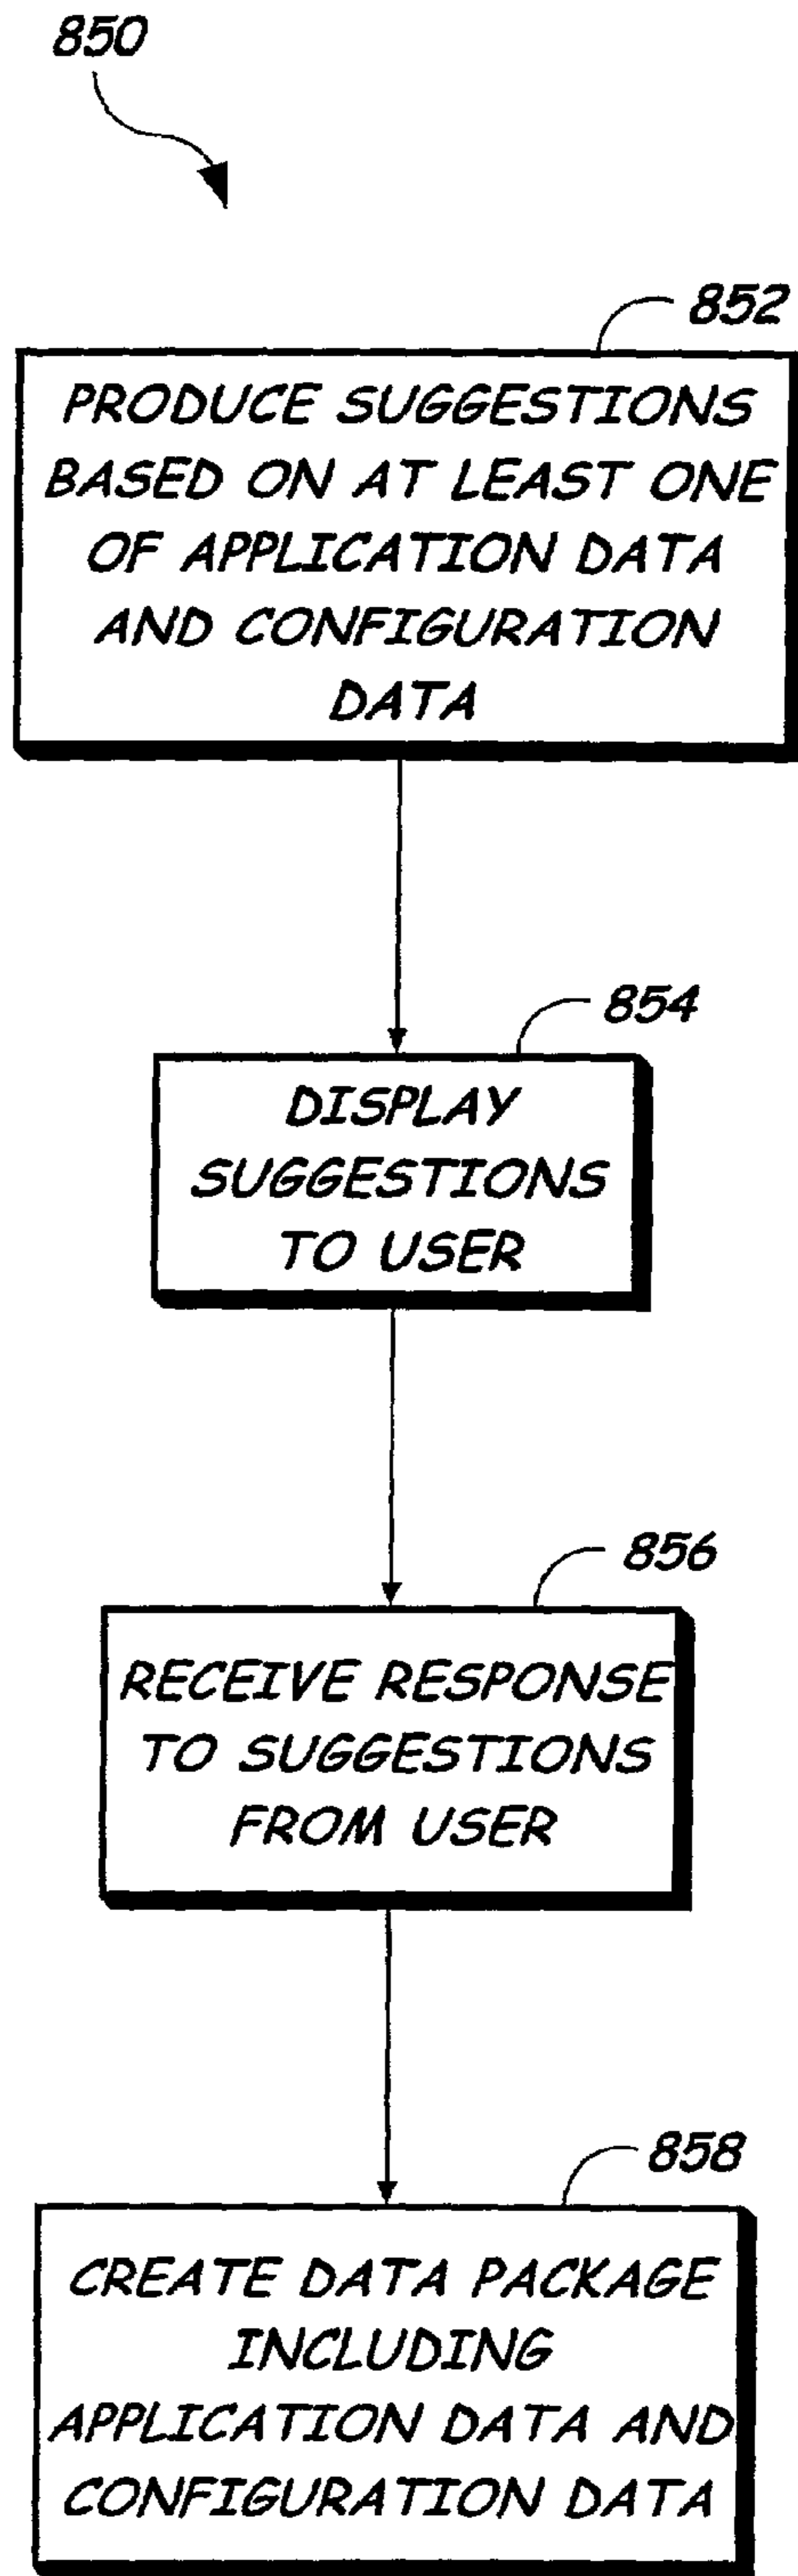 850
852
PRODUCE SUGGESTIONS
BASED ON AT LEAST ONE
OF APPLICATION DATA
AND CONFIGURATION
DATA
854
DISPLAY
SUGGESTIONS
TO USER
856
RECEIVE RESPONSE
TO SUGGESTIONS
FROM USER
858
CREATE DATA PACKAGE
INCLUDING
APPLICATION DATA AND
CONFIGURATION DATA